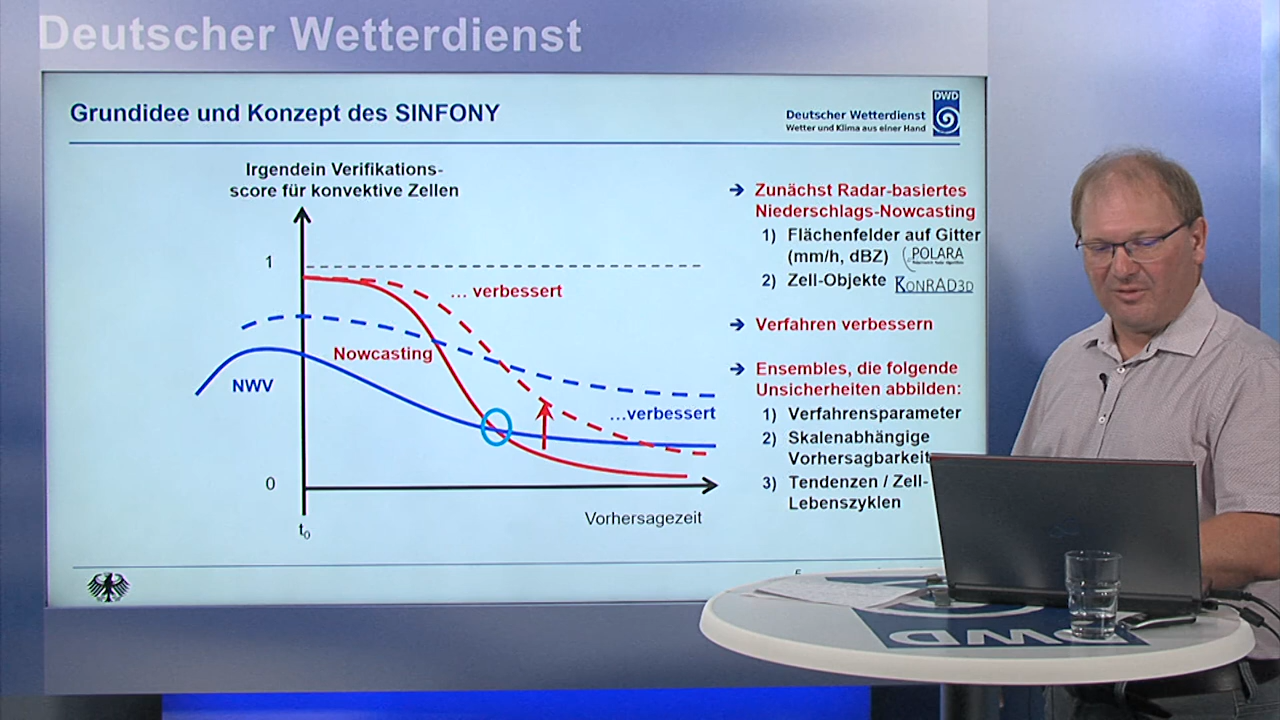 Deutscher Wetterdienst
Grundidee und Konzept des SINFONY
DWD
Deutscher Wetterdienst
Wetter und Klima aus einer Hand
Irgendein Verifikations-
score für konvektive Zellen
1
… verbessert
Nowcasting
NWV
…verbessert
0
t₀
Vorhersagezeit
➔ Zunächst Radar-basiertes
Niederschlags-Nowcasting
1) Flächenfelder auf Gitter
(mm/h, dBZ) POLARA
2) Zell-Objekte KONRAD3D
➔ Verfahren verbessern
➔ Ensembles, die folgende
Unsicherheiten abbilden:
1) Verfahrensparameter
2) Skalenabhängige
Vorhersagbarkeit
3) Tendenzen / Zell-
Lebenszyklen
DWD